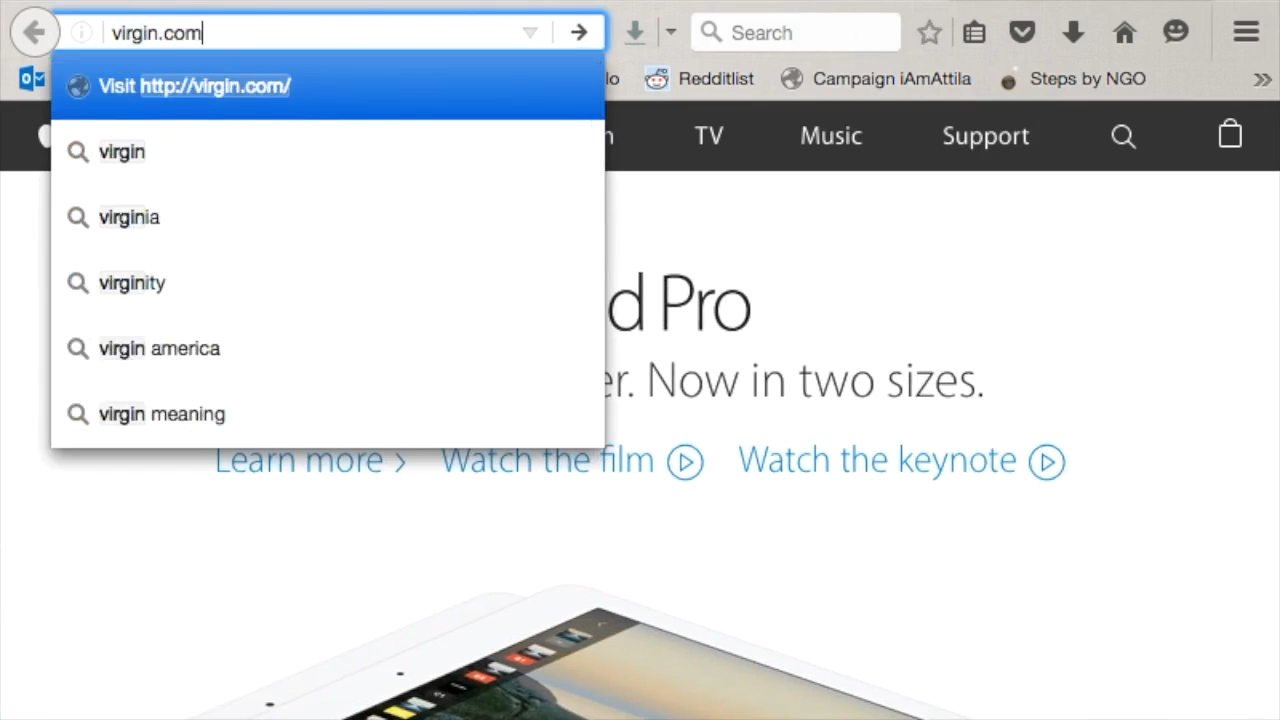 virgin.com
Search
Visit http://virgin.com/
Redditlist
Campaign iAmAttila
Steps by NGO
virgin
TV
Music
Support
virginia
virginity
virgin america
virgin meaning
d Pro
er. Now in two sizes.
Learn more
Watch the film
Watch the keynote